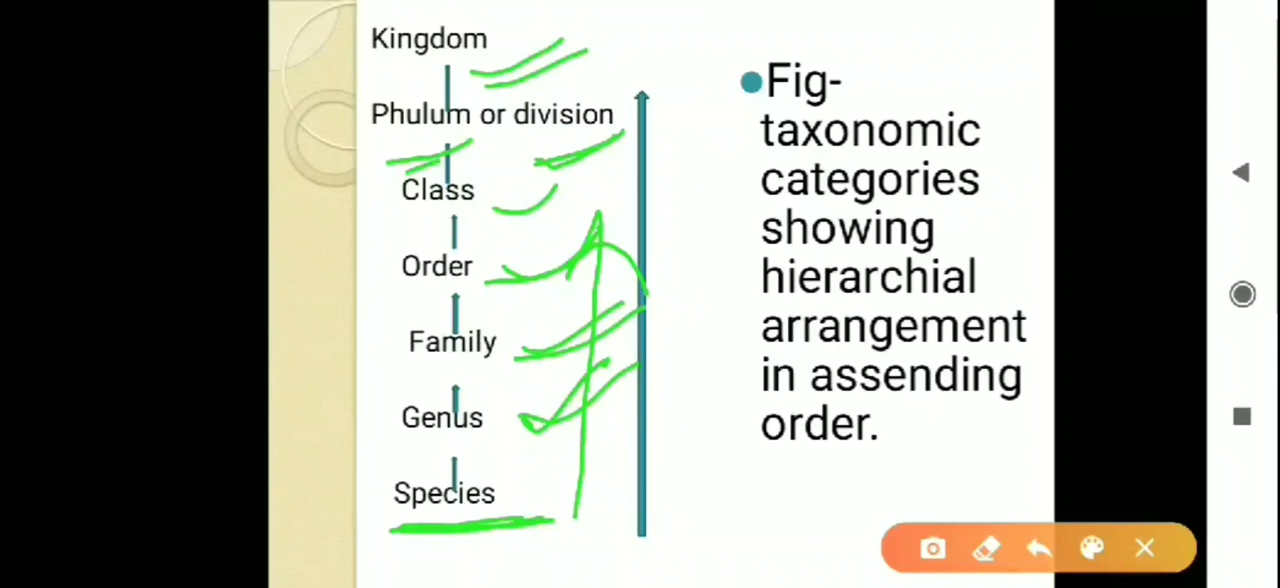 Kingdom
Phulum or division
Class
Order
Family
Genus
Species
Fig-
taxonomic
categories
showing
hierarchial
arrangement
in assending
order.